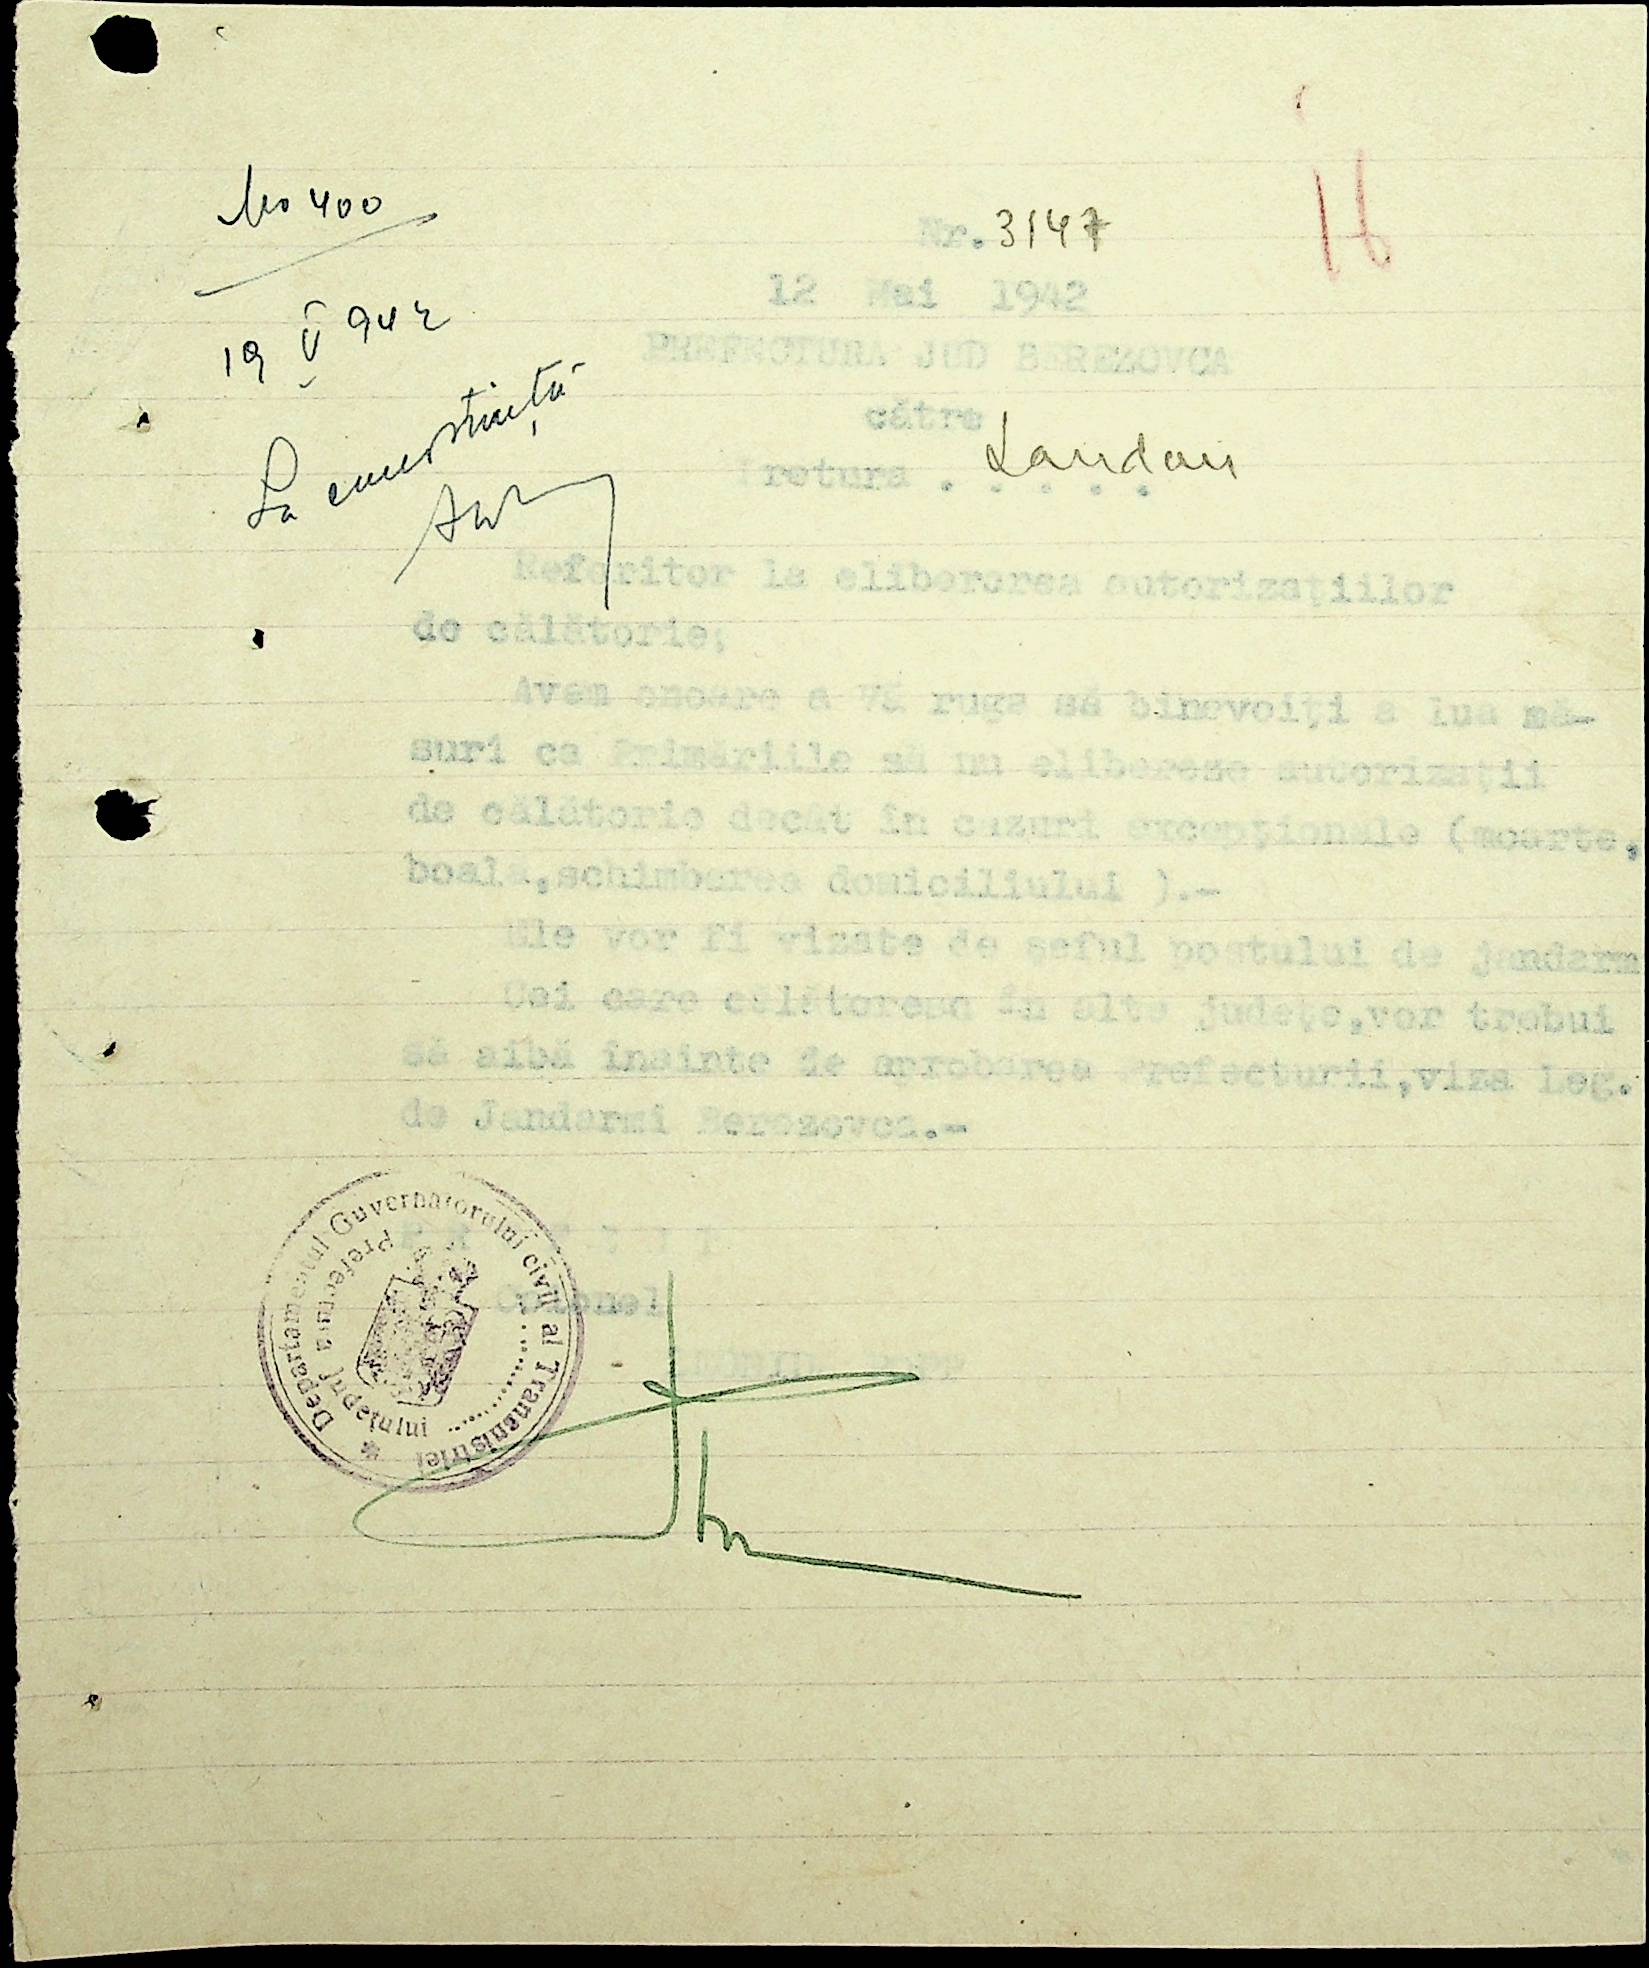 No 400
19 V 942
La cunoștință
16
Nr. 3147
12 Mai 1942
PREFECTURA JUD BEREZOVCA
către
Pretura . . . . . Landau
Referitor la eliberarea autorizațiilor
de călătorie;
Avem onoare a Vă ruga să binevoiți a lua mă-
suri ca Primăriile să nu elibereze autorizații
de călătorie decât în cazuri excepționale (moarte,
boală,schimbarea domiciliului ).-
Ele vor fi vizate de șeful postului de jandarm
Cei care călătoresc în alte județe,vor trebui
să aibă înainte de aprobarea Prefecturii,viza Leg.
de Jandarmi Berezovca.-
Colonel
Departamentul Guvernatorului civil al Transnistriei
Prefectura Județului